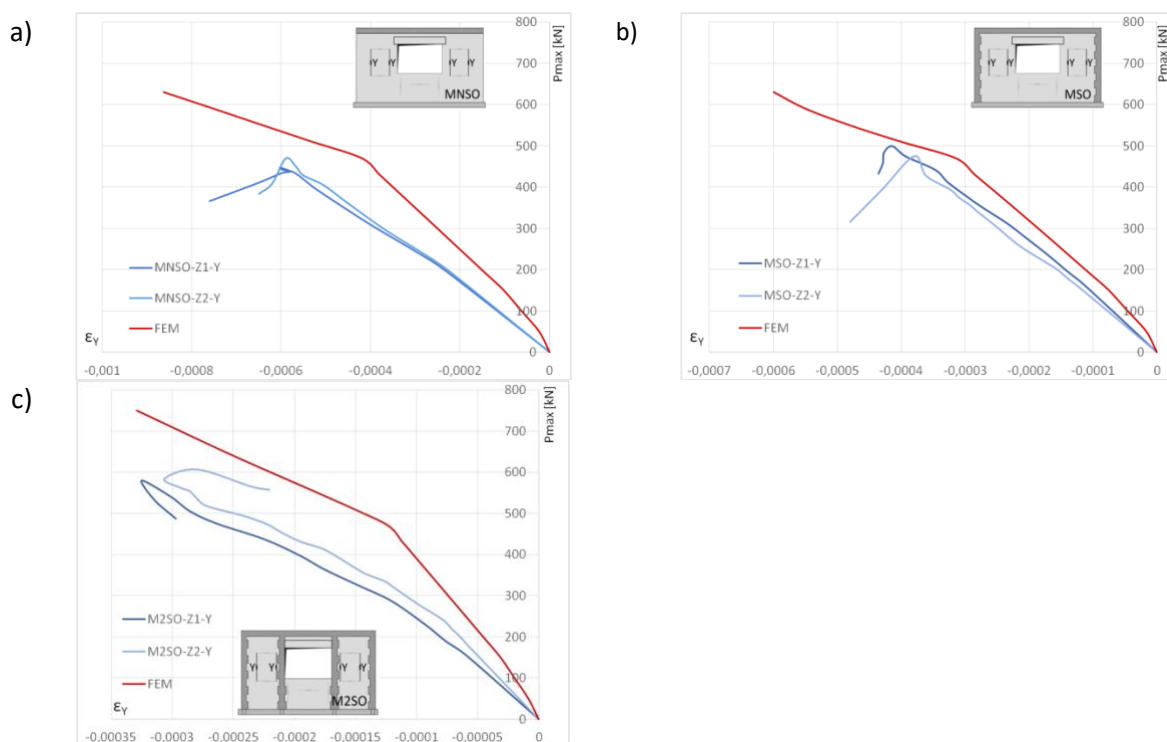 a)
Pmax [kN]
800
700
600
500
400
300
200
100
0
Y Y Y Y
MNSO
MNSO-Z1-Y
MNSO-Z2-Y
FEM
εY
-0,001 -0,0008 -0,0006 -0,0004 -0,0002 0
b)
Pmax [kN]
800
700
600
500
400
300
200
100
0
Y Y Y Y
MSO
MSO-Z1-Y
MSO-Z2-Y
FEM
εY
-0,0007 -0,0006 -0,0005 -0,0004 -0,0003 -0,0002 -0,0001 0
c)
Pmax [kN]
800
700
600
500
400
300
200
100
0
M2SO-Z1-Y
M2SO-Z2-Y
FEM
Y Y Y Y
M2SO
εY
-0,00035 -0,0003 -0,00025 -0,0002 -0,00015 -0,0001 -0,00005 0